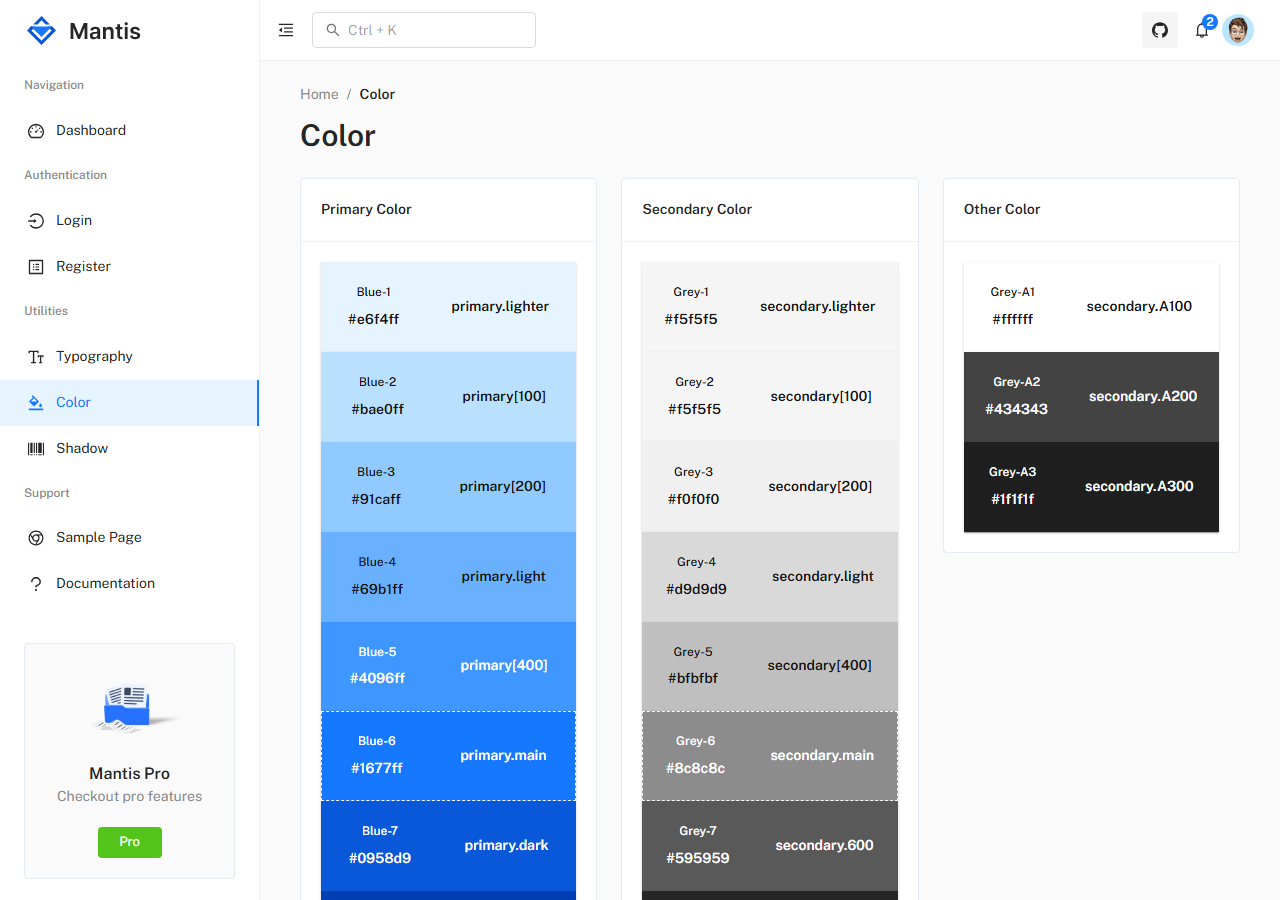 Mantis
Ctrl + K
2
Navigation
Dashboard
Authentication
Login
Register
Utilities
Typography
Color
Shadow
Support
Sample Page
Documentation
Mantis Pro
Checkout pro features
Pro
Home / Color
Color
Primary Color
Blue-1
#e6f4ff
primary.lighter
Blue-2
#bae0ff
primary[100]
Blue-3
#91caff
primary[200]
Blue-4
#69b1ff
primary.light
Blue-5
#4096ff
primary[400]
Blue-6
#1677ff
primary.main
Blue-7
#0958d9
primary.dark
Secondary Color
Grey-1
#f5f5f5
secondary.lighter
Grey-2
#f5f5f5
secondary[100]
Grey-3
#f0f0f0
secondary[200]
Grey-4
#d9d9d9
secondary.light
Grey-5
#bfbfbf
secondary[400]
Grey-6
#8c8c8c
secondary.main
Grey-7
#595959
secondary.600
Other Color
Grey-A1
#ffffff
secondary.A100
Grey-A2
#434343
secondary.A200
Grey-A3
#1f1f1f
secondary.A300